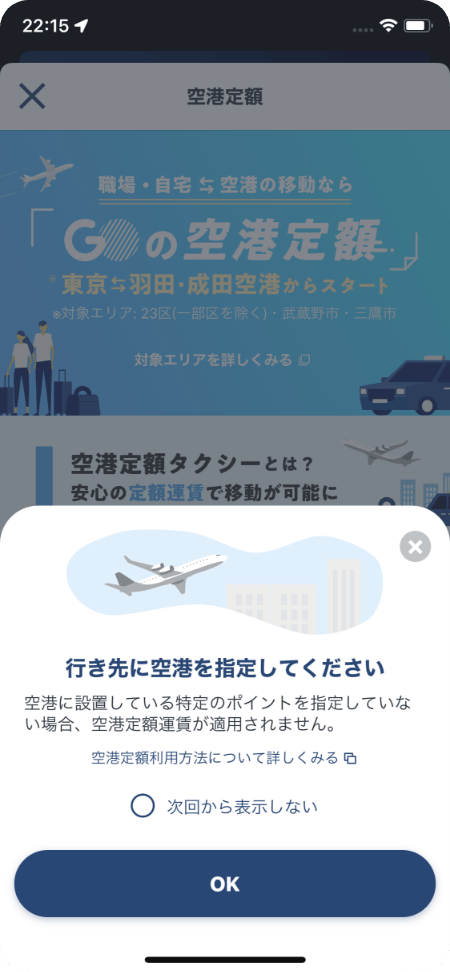 22:15
空港定額
職場・自宅 ⇆ 空港の移動なら
「GOの空港定額」
※東京⇆羽田・成田空港からスタート
※対象エリア: 23区(一部区を除く)・武蔵野市・三鷹市
対象エリアを詳しくみる
空港定額タクシーとは？
安心の定額運賃で移動が可能に
行き先に空港を指定してください
空港に設置している特定のポイントを指定していな
い場合、空港定額運賃が適用されません。
空港定額利用方法について詳しくみる
次回から表示しない
OK